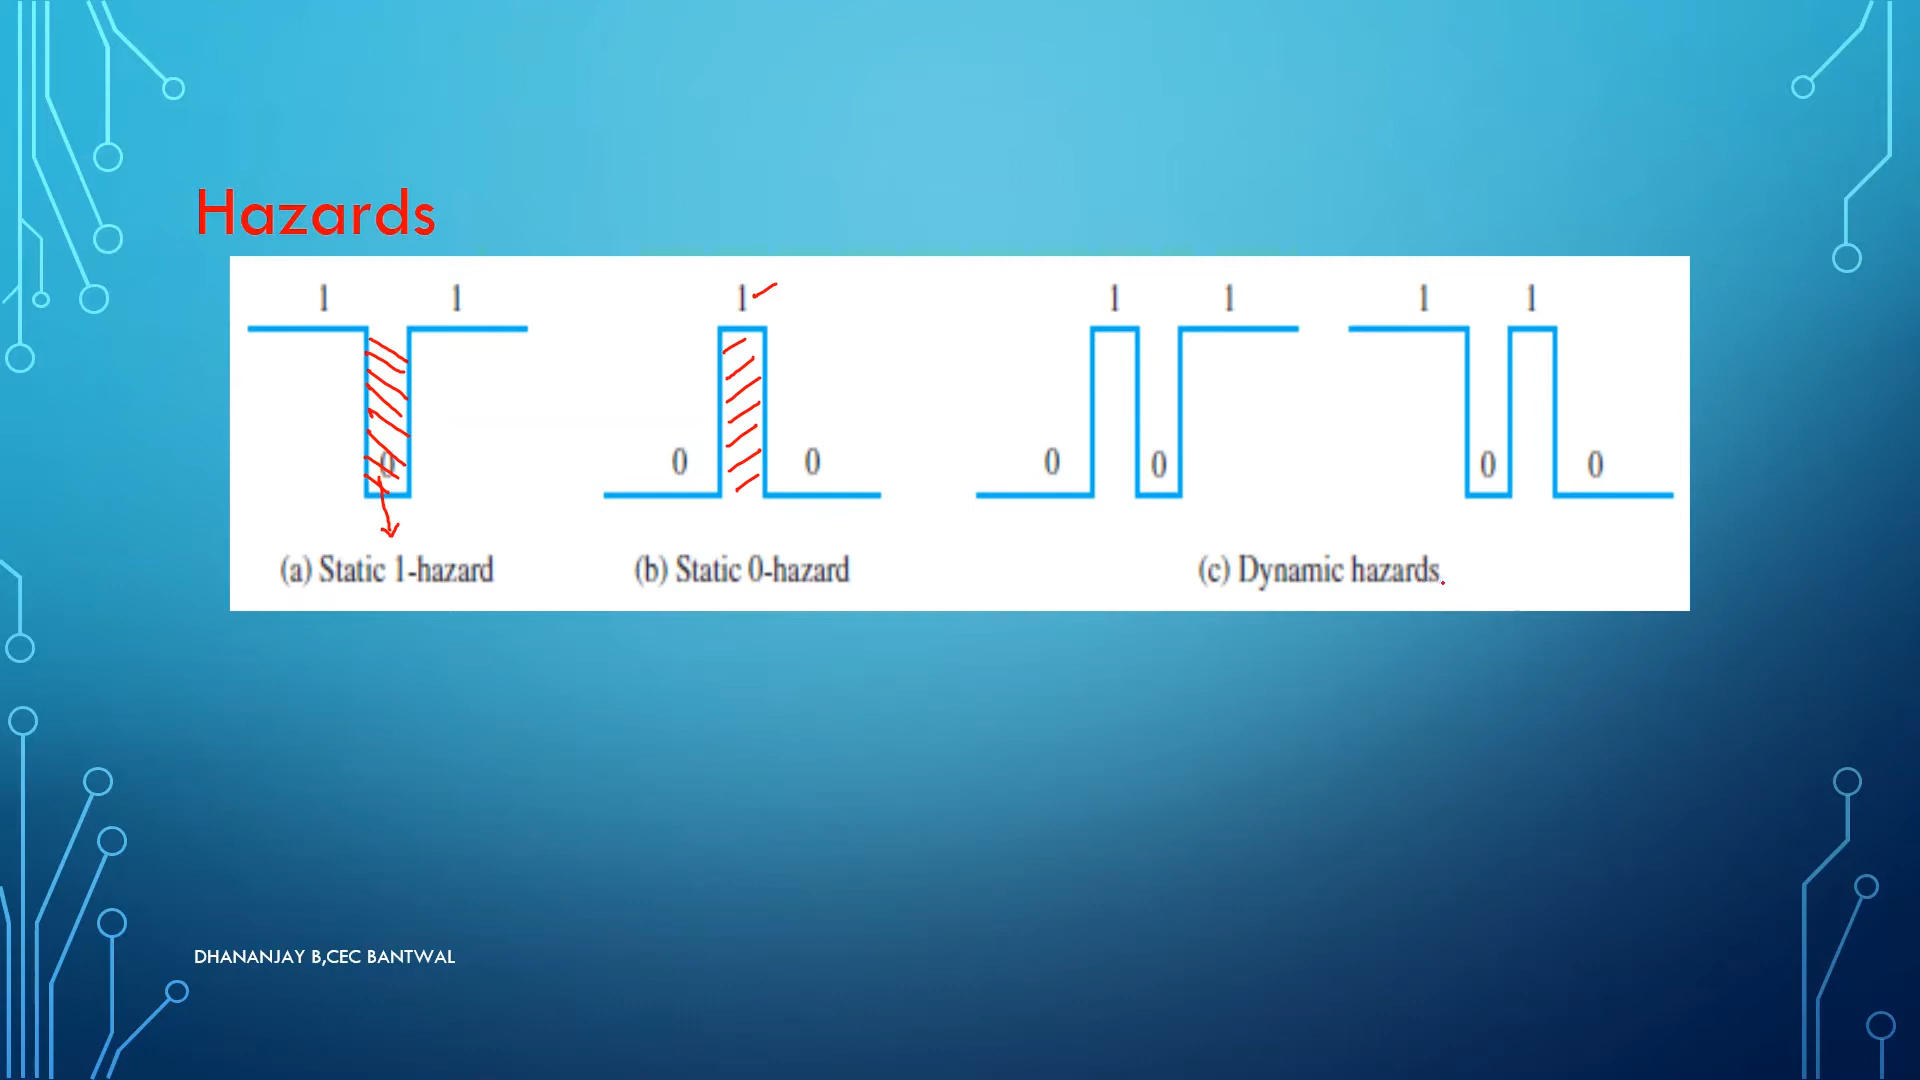 Hazards
1 1 1 1 1 1 1
0 0 0 0 0 0 0
(a) Static 1-hazard (b) Static 0-hazard (c) Dynamic hazards.
DHANANJAY B,CEC BANTWAL